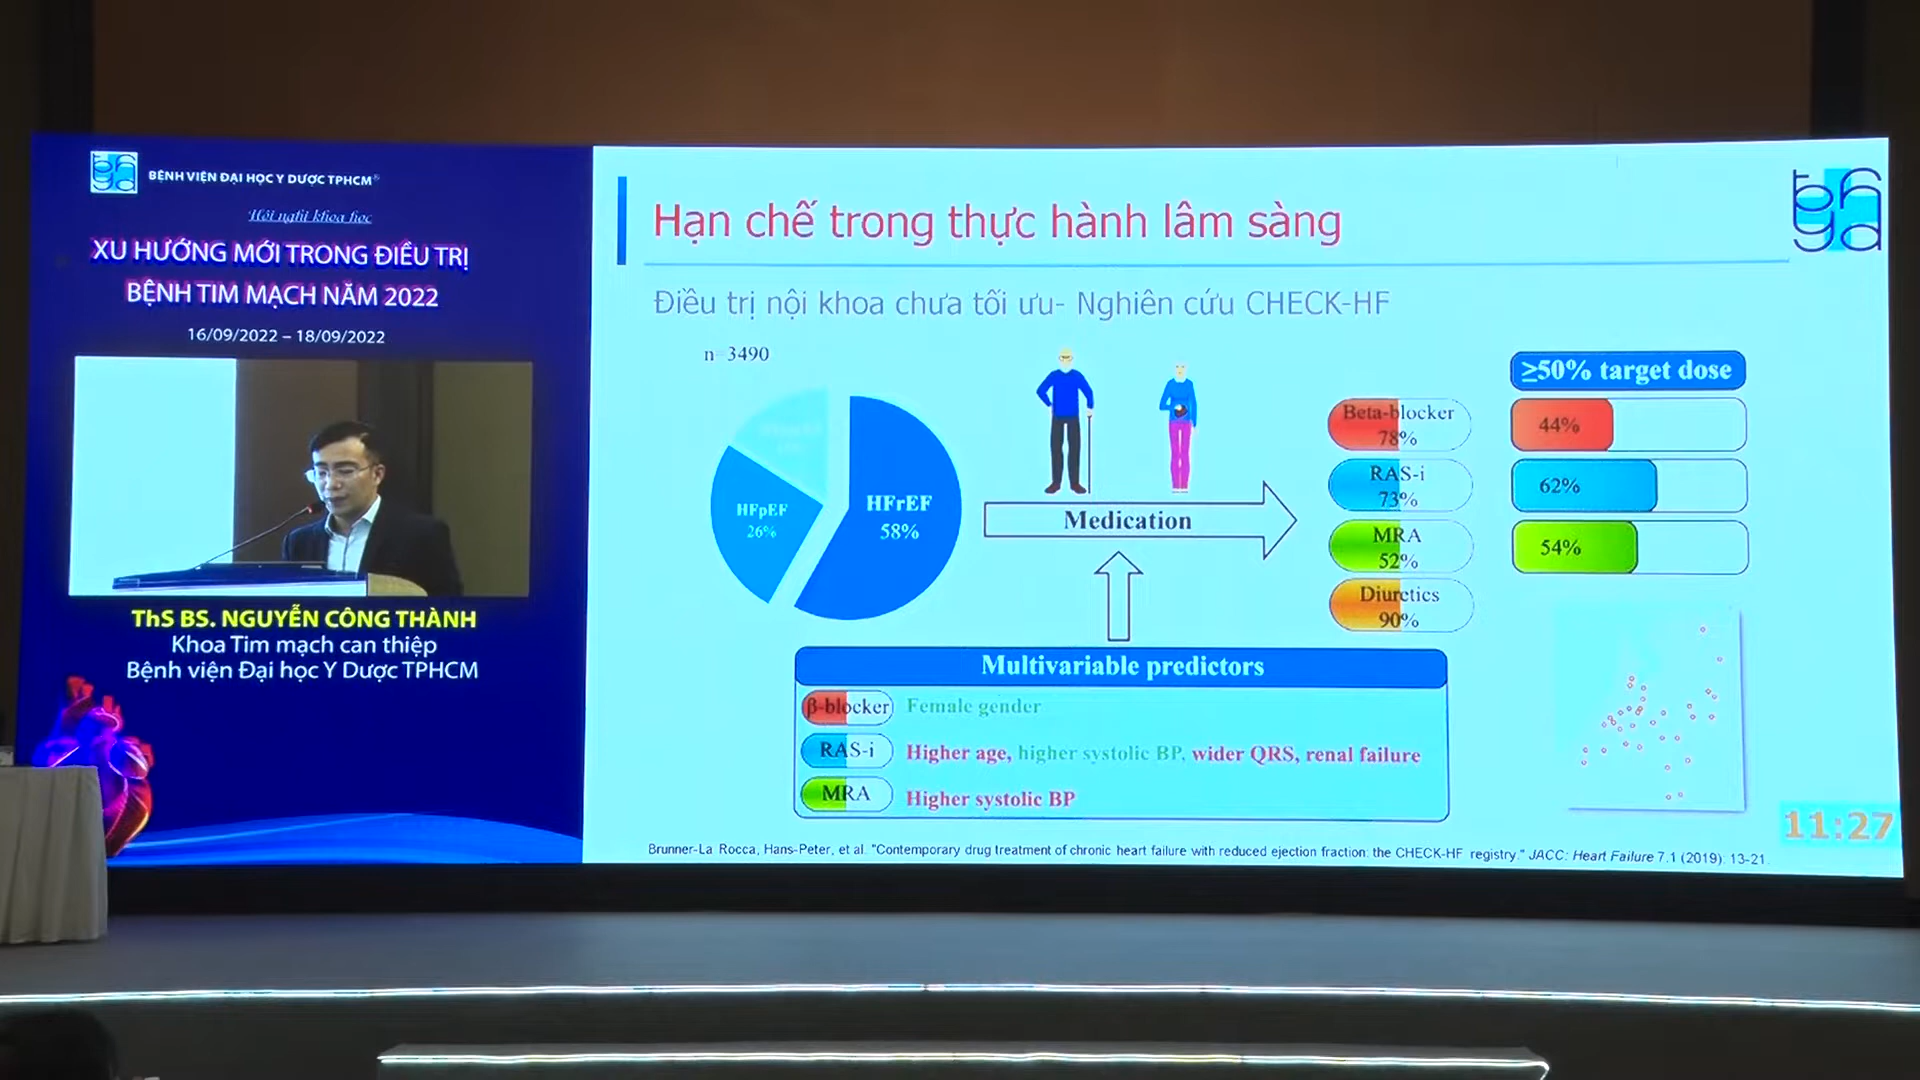 BỆNH VIỆN ĐẠI HỌC Y DƯỢC TPHCM
Hội nghị khoa học
XU HƯỚNG MỚI TRONG ĐIỀU TRỊ
BỆNH TIM MẠCH NĂM 2022
16/09/2022 – 18/09/2022
ThS BS. NGUYỄN CÔNG THÀNH
Khoa Tim mạch can thiệp
Bệnh viện Đại học Y Dược TPHCM
Hạn chế trong thực hành lâm sàng
Điều trị nội khoa chưa tối ưu- Nghiên cứu CHECK-HF
n=3490
HFpEF
26%
HFrEF
58%
Medication
Beta-blocker
78%
RAS-i
73%
MRA
52%
Diuretics
90%
≥50% target dose
44%
62%
54%
Multivariable predictors
β-blocker Female gender
RAS-i Higher age, higher systolic BP, wider QRS, renal failure
MRA Higher systolic BP
11:27
Brunner-La Rocca, Hans-Peter, et al. "Contemporary drug treatment of chronic heart failure with reduced ejection fraction: the CHECK-HF registry." JACC: Heart Failure 7.1 (2019): 13-21.